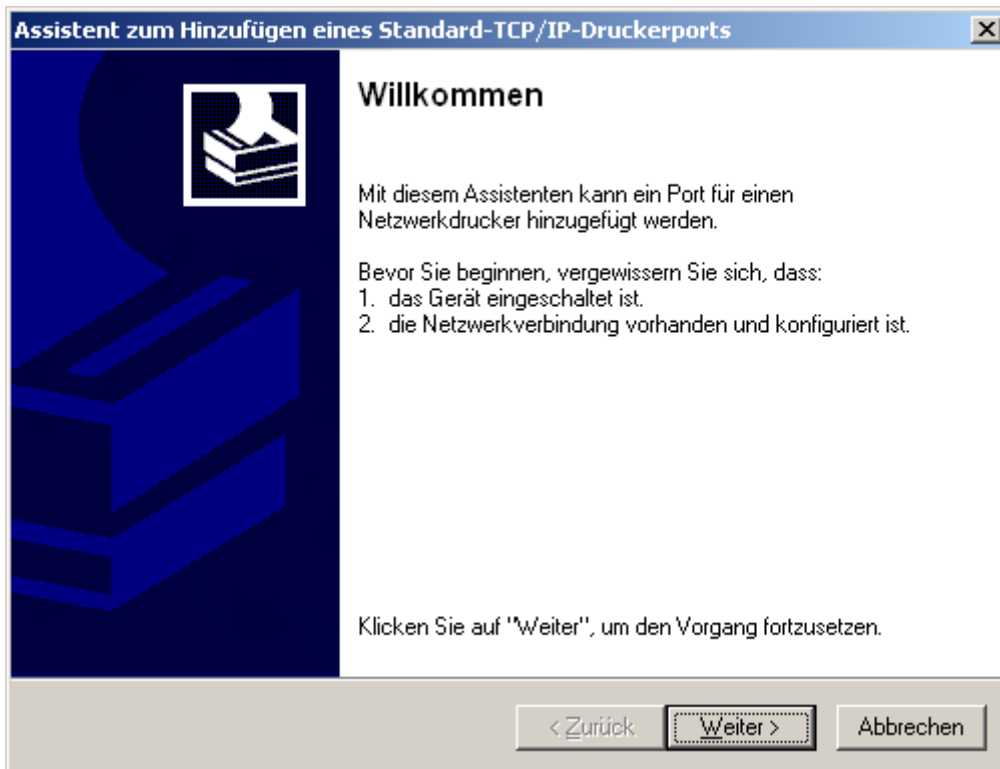 Assistent zum Hinzufügen eines Standard-TCP/IP-Druckerports
Willkommen
Mit diesem Assistenten kann ein Port für einen
Netzwerkdrucker hinzugefügt werden.
Bevor Sie beginnen, vergewissern Sie sich, dass:
1. das Gerät eingeschaltet ist.
2. die Netzwerkverbindung vorhanden und konfiguriert ist.
Klicken Sie auf "Weiter", um den Vorgang fortzusetzen.
< Zurück Weiter > Abbrechen